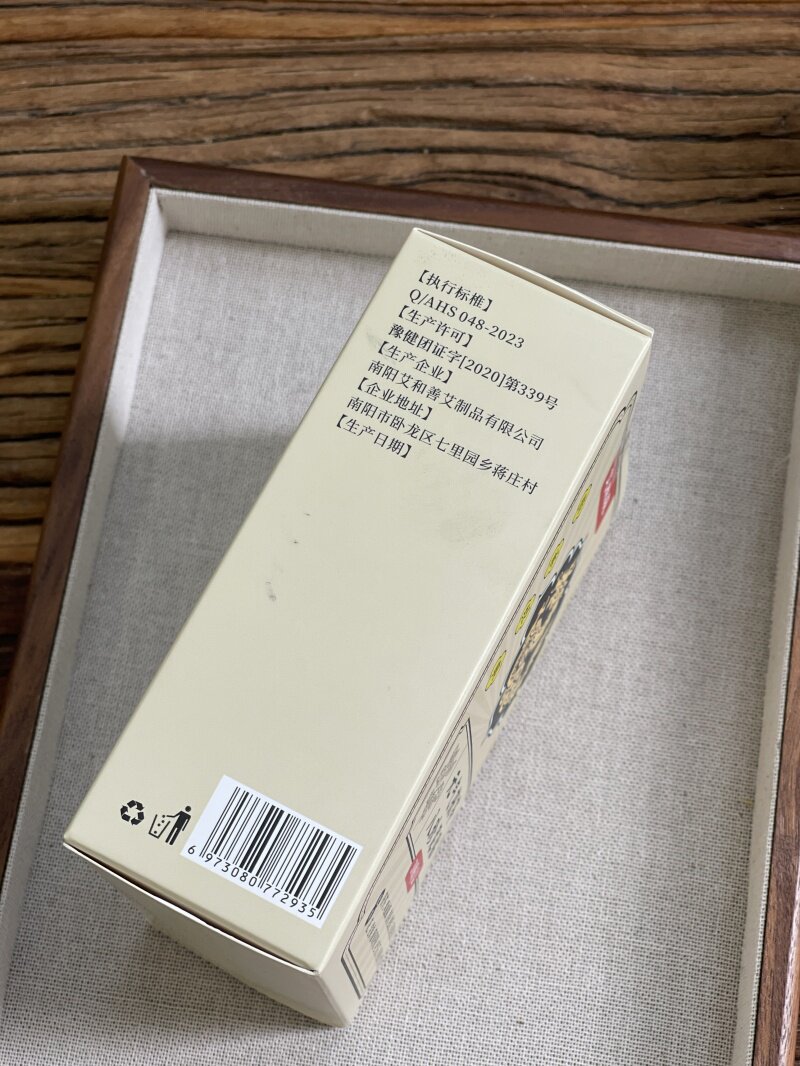 【执行标椎】
Q/AHS 048-2023
【生产许可】
豫健团证字[2020]第339号
【生产企业】
南阳艾和善艾制品有限公司
【企业地址】
南阳市卧龙区七里园乡蒋庄村
【生产日期】
6 973080 772935